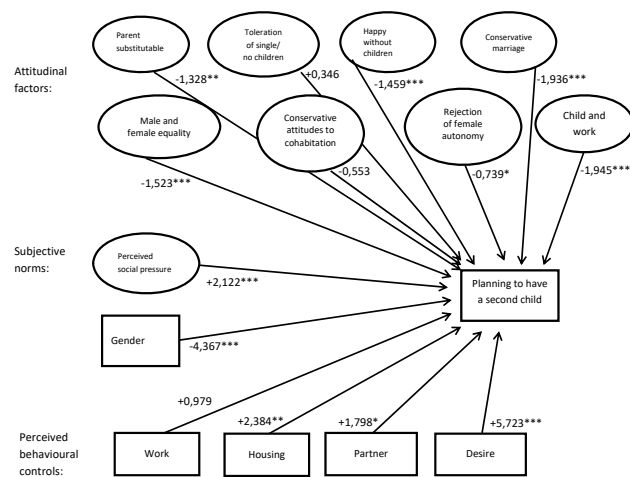 Parent
substitutable
Toleration
of single/
no children
Happy
without
children
Conservative
marriage
Attitudinal
factors:
-1,328**
+0,346
-1,459***
-1,936***
Male and
female equality
Conservative
attitudes to
cohabitation
Rejection
of female
autonomy
Child and
work
-1,523***
-0,553
-0,739*
-1,945***
Subjective
norms:
Perceived
social pressure
+2,122***
Planning to have
a second child
Gender
-4,367***
+0,979
+2,384**
+1,798*
+5,723***
Perceived
behavioural
controls:
Work
Housing
Partner
Desire